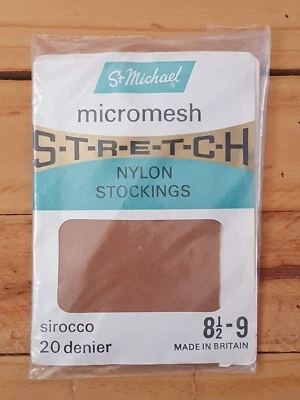 St Michael
®
micromesh
S-T-R-E-T-C-H
NYLON
STOCKINGS
sirocco
20 denier
8½-9
MADE IN BRITAIN